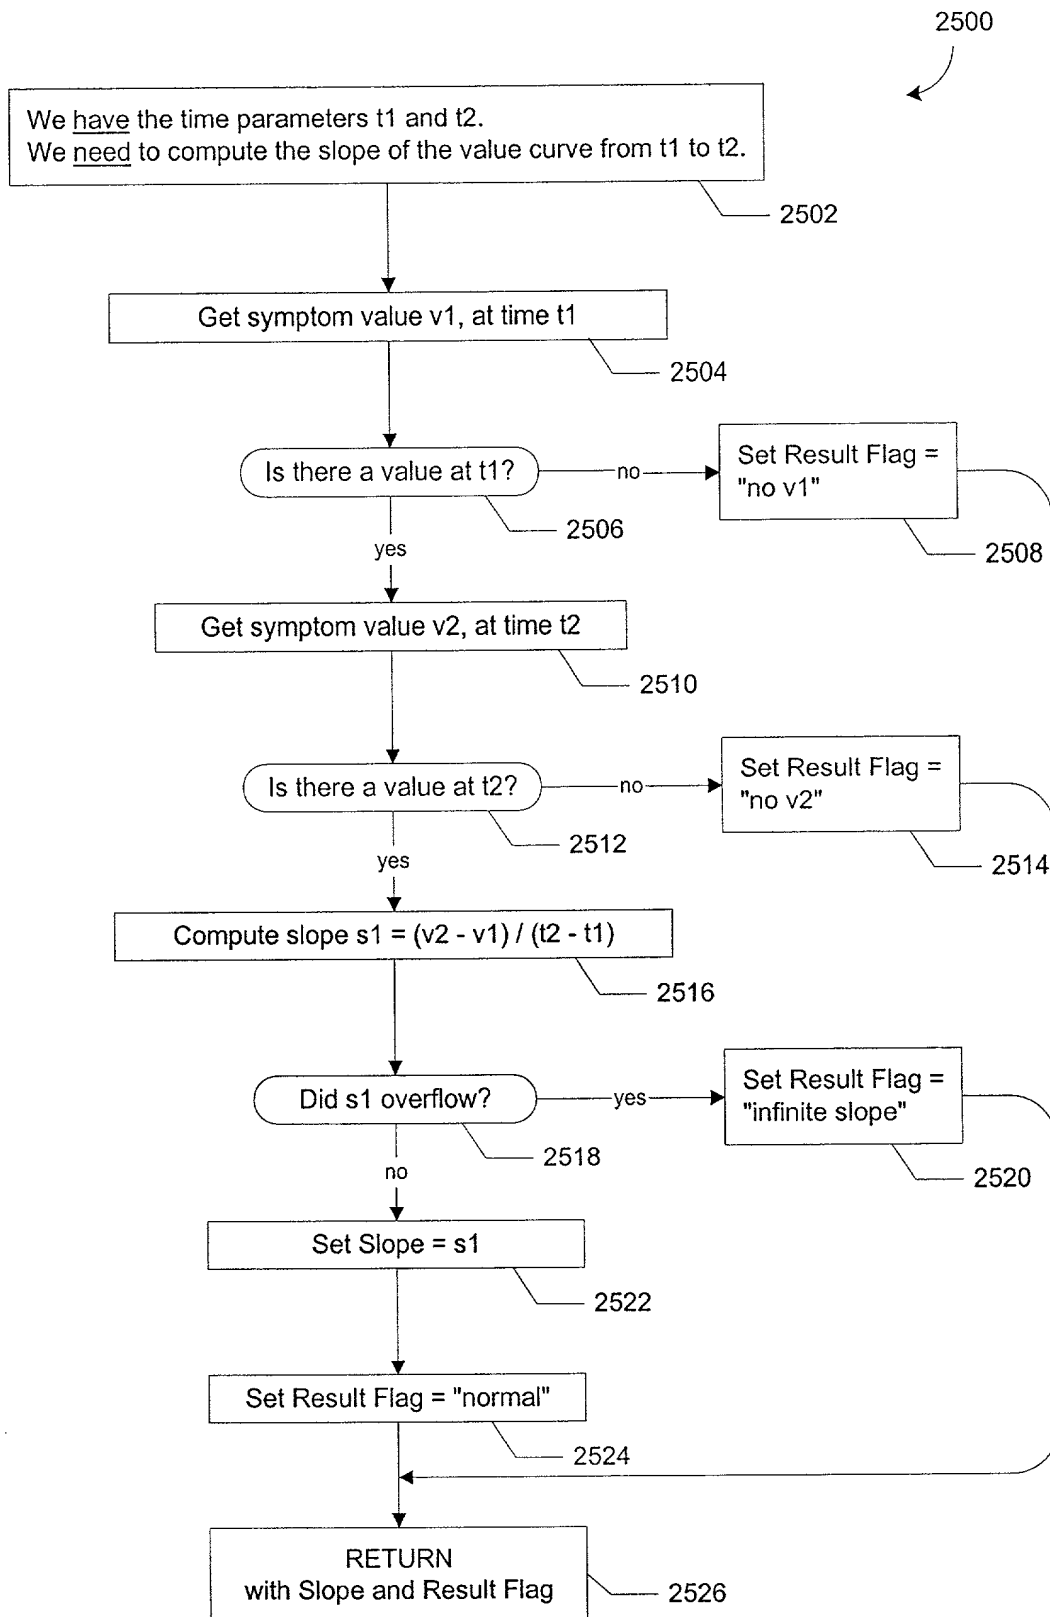 2500
We have the time parameters t1 and t2.
We need to compute the slope of the value curve from t1 to t2.
2502
Get symptom value v1, at time t1
2504
Is there a value at t1?
no
Set Result Flag =
"no v1"
2506
2508
yes
Get symptom value v2, at time t2
2510
Is there a value at t2?
no
Set Result Flag =
"no v2"
2512
2514
yes
Compute slope s1 = (v2 - v1) / (t2 - t1)
2516
Did s1 overflow?
yes
Set Result Flag =
"infinite slope"
2518
2520
no
Set Slope = s1
2522
Set Result Flag = "normal"
2524
RETURN
with Slope and Result Flag
2526